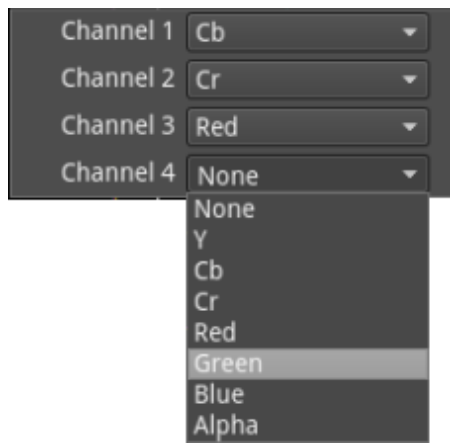 Channel 1 Cb
Channel 2 Cr
Channel 3 Red
Channel 4 None
None
Y
Cb
Cr
Red
Green
Blue
Alpha